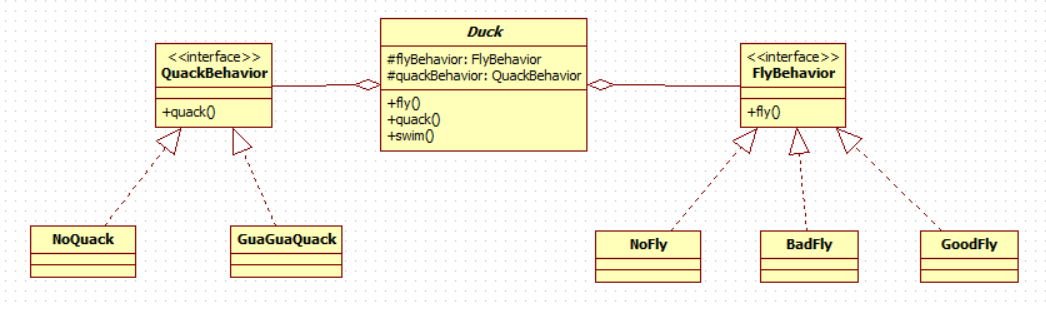 Duck
#flyBehavior: FlyBehavior
#quackBehavior: QuackBehavior
+fly()
+quack()
+swim()
<<interface>>
QuackBehavior
+quack()
<<interface>>
FlyBehavior
+fly()
NoQuack
GuaGuaQuack
NoFly
BadFly
GoodFly